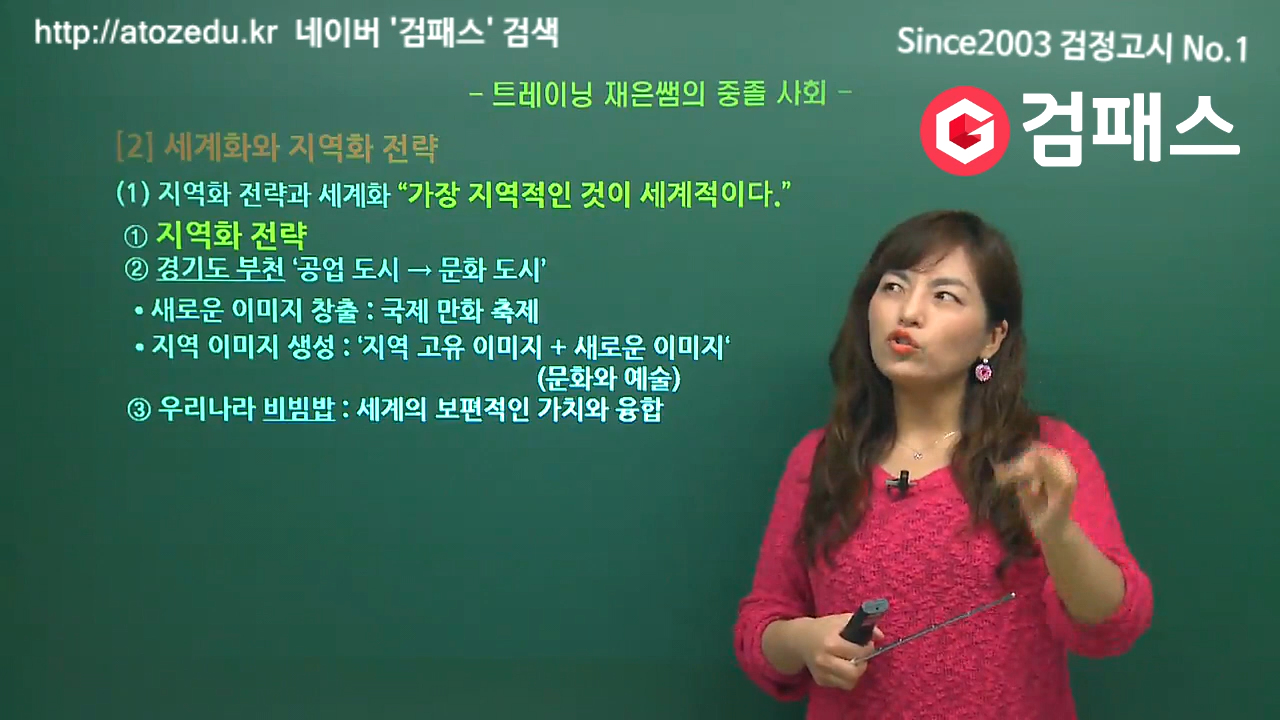 http://atozedu.kr 네이버 '검패스' 검색
Since2003 검정고시 No.1
검패스
- 트레이닝 재은쌤의 중졸 사회 -
[2] 세계화와 지역화 전략
(1) 지역화 전략과 세계화 “가장 지역적인 것이 세계적이다.”
① 지역화 전략
② 경기도 부천 ‘공업 도시 → 문화 도시’
• 새로운 이미지 창출 : 국제 만화 축제
• 지역 이미지 생성 : ‘지역 고유 이미지 + 새로운 이미지‘
(문화와 예술)
③ 우리나라 비빔밥 : 세계의 보편적인 가치와 융합